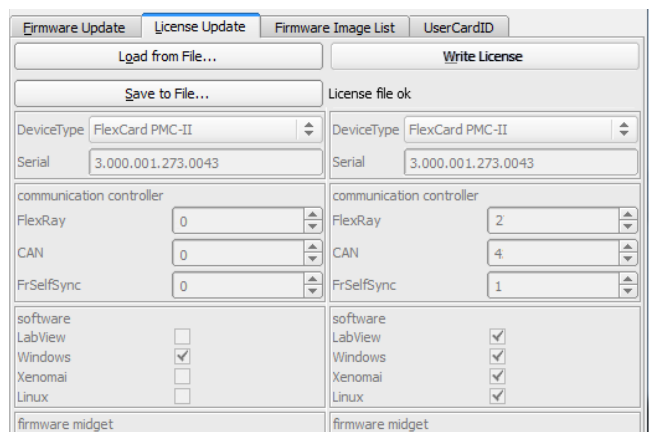 Firmware Update License Update Firmware Image List UserCardID
Load from File... Write License
Save to File... License file ok
DeviceType FlexCard PMC-II DeviceType FlexCard PMC-II
Serial 3.000.001.273.0043 Serial 3.000.001.273.0043
communication controller communication controller
FlexRay 0 FlexRay 2
CAN 0 CAN 4
FrSelfSync 0 FrSelfSync 1
software software
LabView LabView
Windows Windows
Xenomai Xenomai
Linux Linux
firmware midget firmware midget